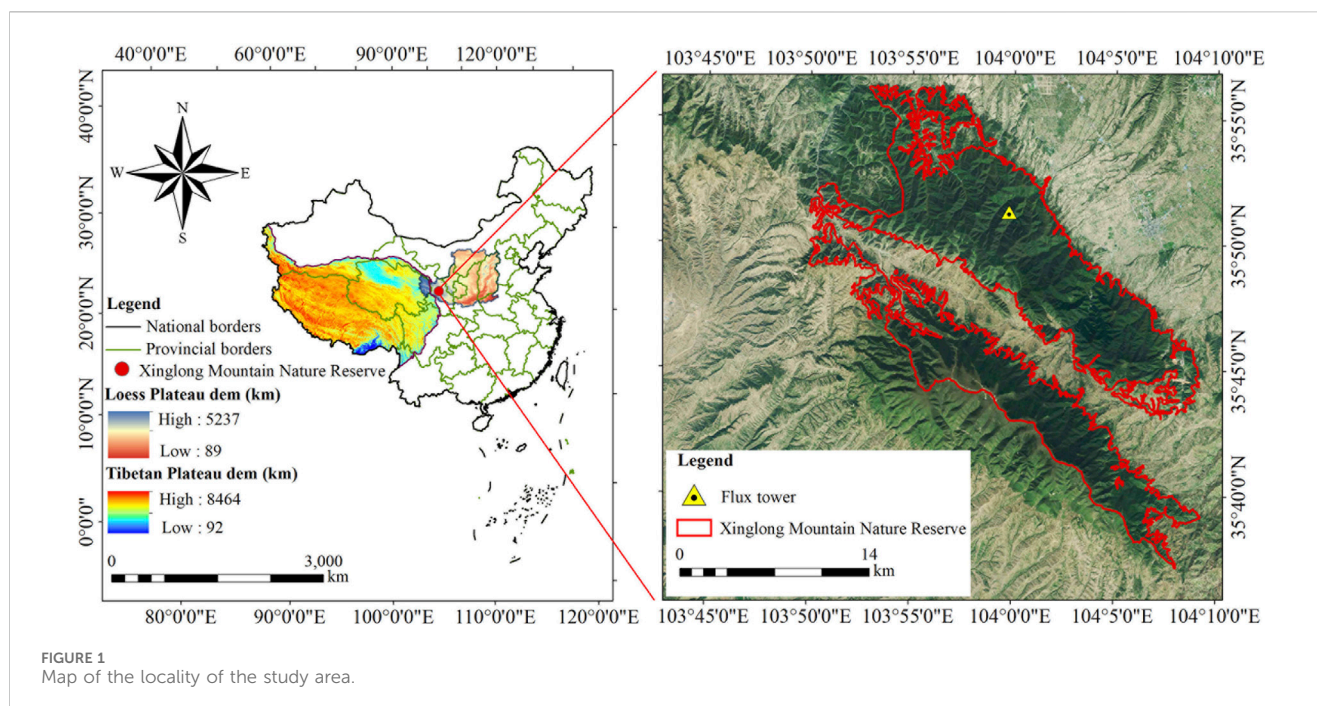 40°0'0"E 60°0'0"E 90°0'0"E 120°0'0"E
40°0'0"N
30°0'0"N
20°0'0"N
10°0'0"N
0°0'0"
N
W E
S
Legend
National borders
Provincial borders
Xinglong Mountain Nature Reserve
Loess Plateau dem (km)
High : 5237
Low : 89
Tibetan Plateau dem (km)
High : 8464
Low : 92
0 3,000
km
80°0'0"E 90°0'0"E 100°0'0"E 110°0'0"E 120°0'0"E
103°45'0"E 103°50'0"E 103°55'0"E 104°0'0"E 104°5'0"E 104°10'0"E
35°55'0"N
35°50'0"N
35°45'0"N
35°40'0"N
Legend
Flux tower
Xinglong Mountain Nature Reserve
0 14
km
103°45'0"E 103°50'0"E 103°55'0"E 104°0'0"E 104°5'0"E 104°10'0"E
FIGURE 1
Map of the locality of the study area.